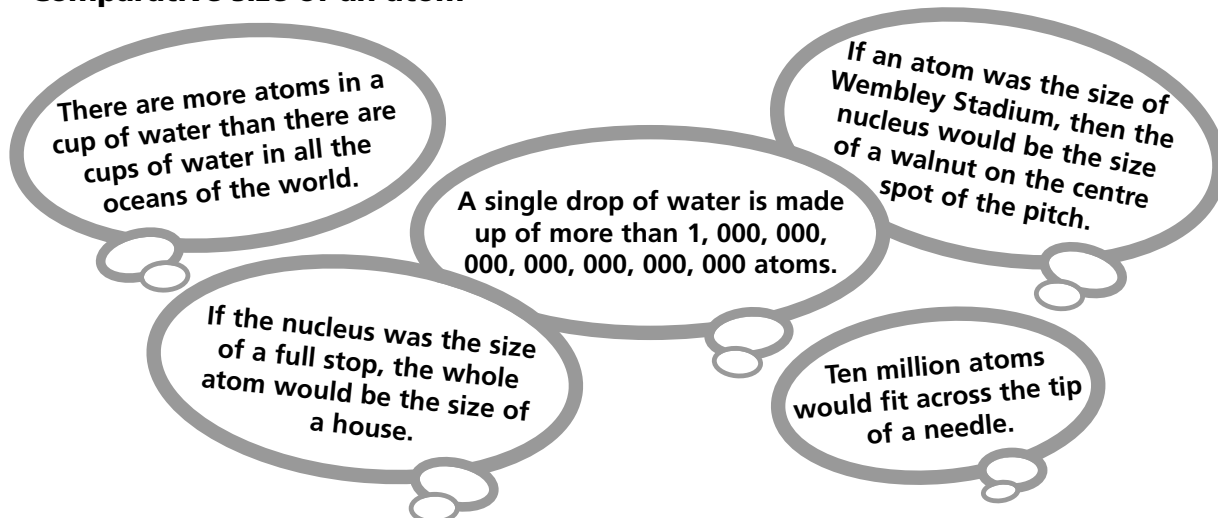 There are more atoms in a
cup of water than there are
cups of water in all the
oceans of the world.
If an atom was the size of
Wembley Stadium, then the
nucleus would be the size
of a walnut on the centre
spot of the pitch.
A single drop of water is made
up of more than 1, 000, 000,
000, 000, 000, 000, 000 atoms.
If the nucleus was the size
of a full stop, the whole
atom would be the size of
a house.
Ten million atoms
would fit across the tip
of a needle.